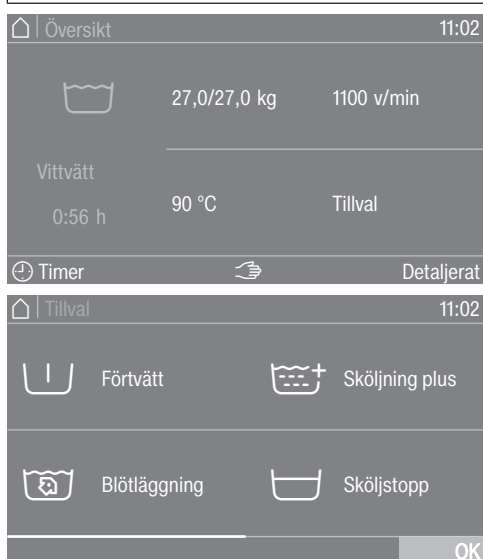 Översikt 11:02
27,0/27,0 kg 1100 v/min
Vittvätt
0:56 h
90 °C Tillval
Timer Detaljerat
Tillval 11:02
Förtvätt Sköljning plus
Blötläggning Sköljstopp
OK